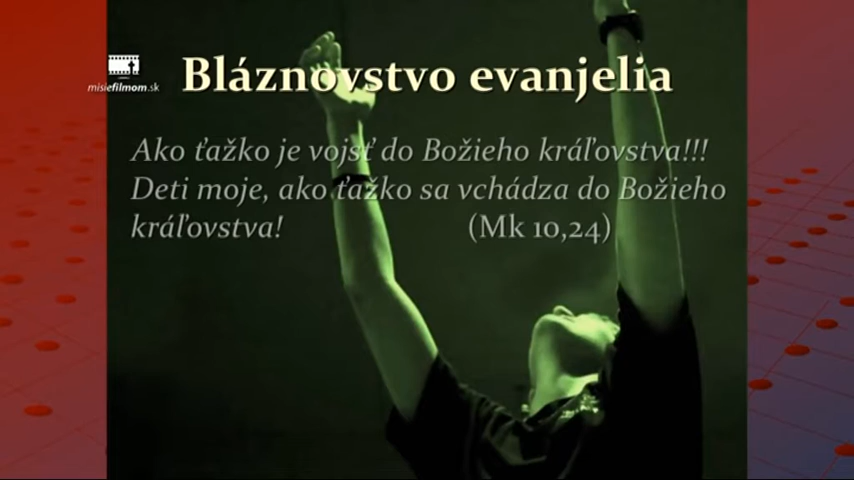 misiefilmom.sk
Bláznovstvo evanjelia
Ako ťažko je vojsť do Božieho kráľovstva!!!
Deti moje, ako ťažko sa vchádza do Božieho
kráľovstva! (Mk 10,24)